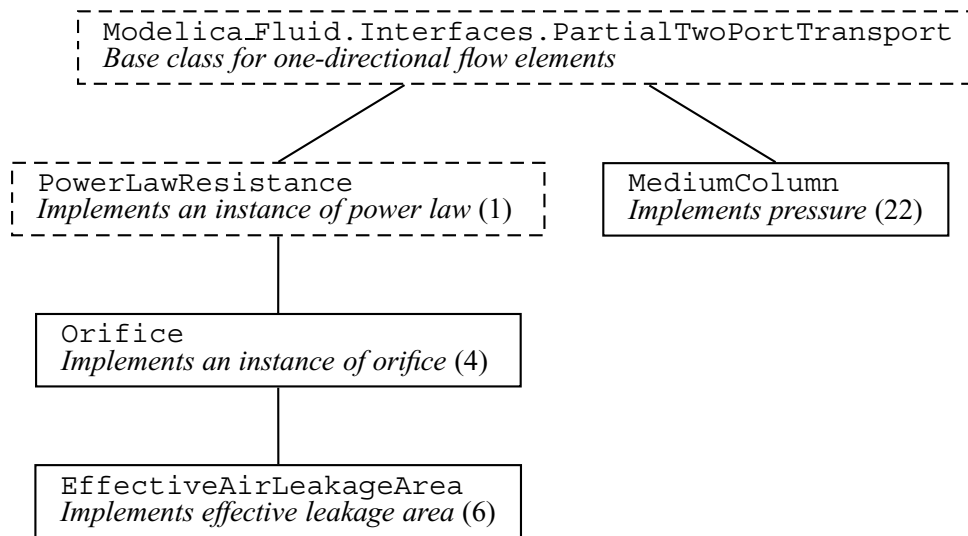 Modelica_Fluid.Interfaces.PartialTwoPortTransport
Base class for one-directional flow elements
PowerLawResistance
Implements an instance of power law (1)
MediumColumn
Implements pressure (22)
Orifice
Implements an instance of orifice (4)
EffectiveAirLeakageArea
Implements effective leakage area (6)